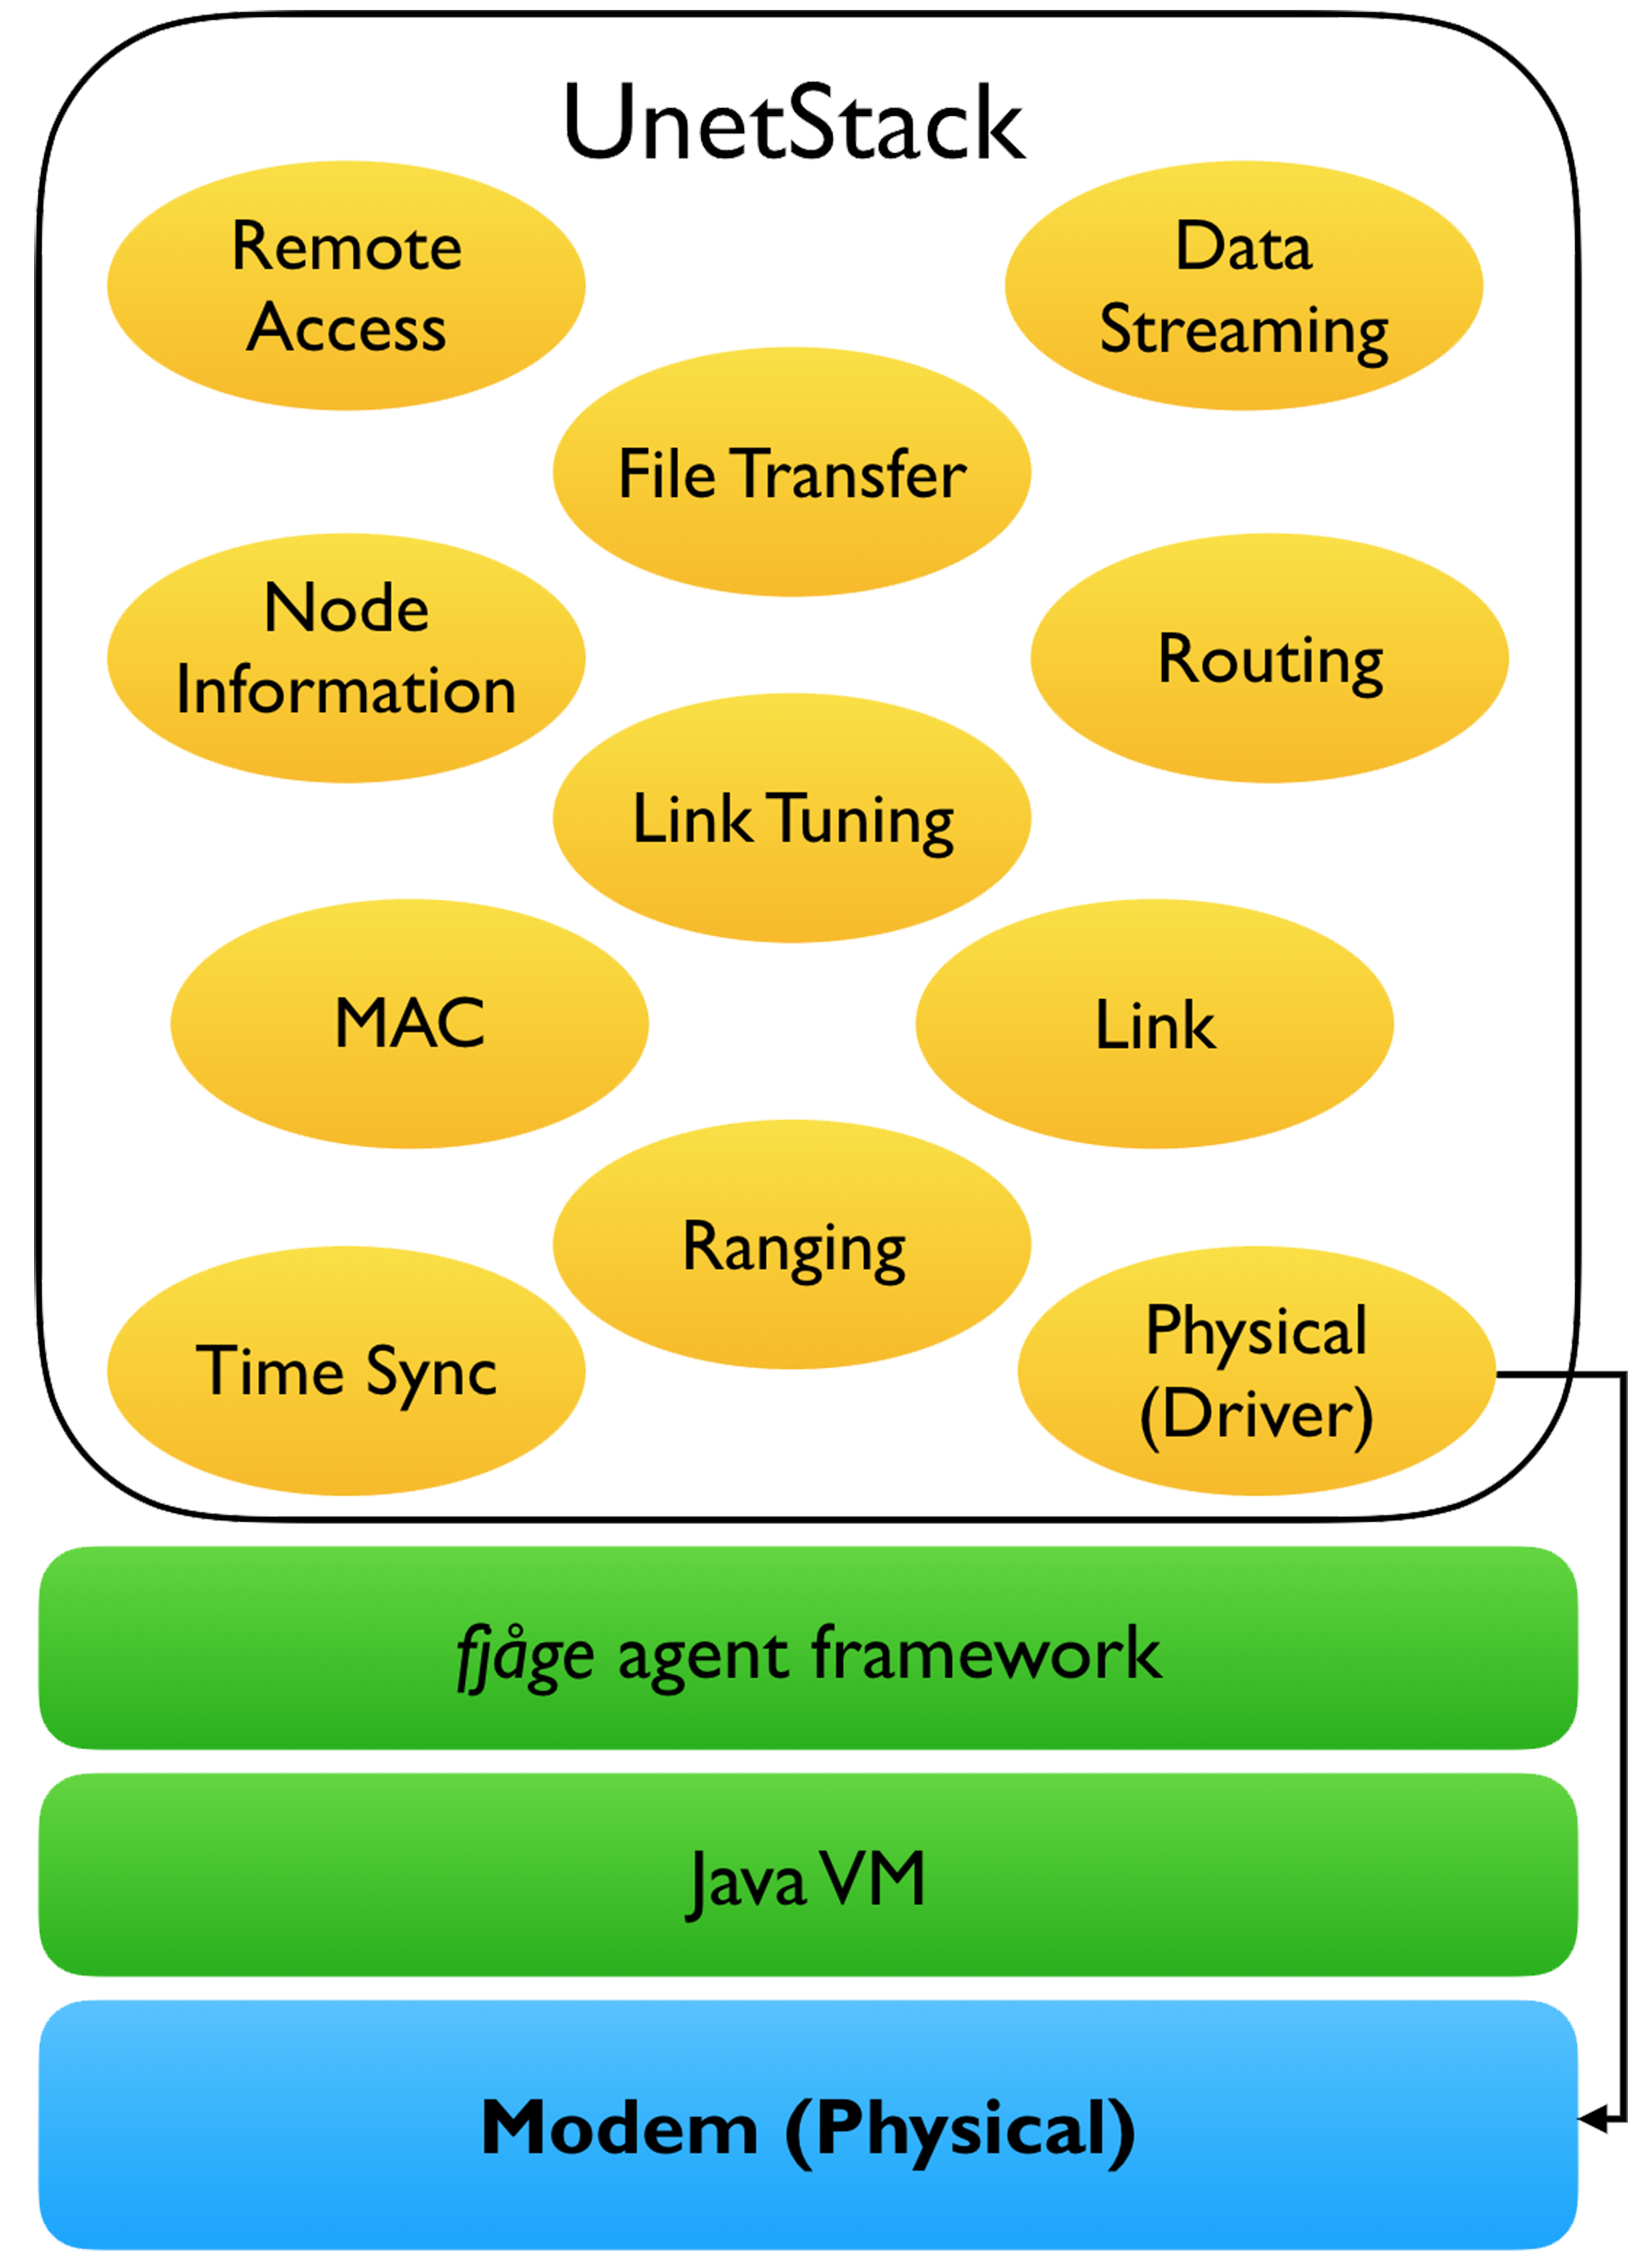 UnetStack
Remote
Access
Data
Streaming
File Transfer
Node
Information
Routing
Link Tuning
MAC
Link
Ranging
Time Sync
Physical
(Driver)
fjåge agent framework
Java VM
Modem (Physical)